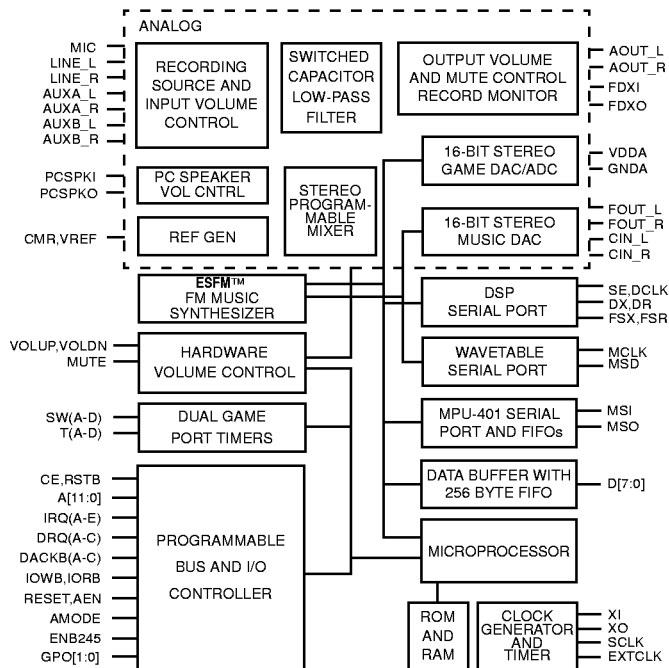 ANALOG
MIC
LINE_L
LINE_R
AUXA_L
AUXA_R
AUXB_L
AUXB_R
RECORDING
SOURCE AND
INPUT VOLUME
CONTROL
SWITCHED
CAPACITOR
LOW-PASS
FILTER
OUTPUT VOLUME
AND MUTE CONTROL
RECORD MONITOR
AOUT_L
AOUT_R
FDXI
FDXO
PCSPKI
PCSPKO
PC SPEAKER
VOL CNTRL
STEREO
PROGRAM-
MABLE
MIXER
16-BIT STEREO
GAME DAC/ADC
VDDA
GNDA
CMR,VREF
REF GEN
16-BIT STEREO
MUSIC DAC
FOUT_L
FOUT_R
CIN_L
CIN_R
ESFM™
FM MUSIC
SYNTHESIZER
DSP
SERIAL PORT
SE,DCLK
DX,DR
FSX,FSR
VOLUP,VOLDN
MUTE
HARDWARE
VOLUME CONTROL
WAVETABLE
SERIAL PORT
MCLK
MSD
SW(A-D)
T(A-D)
DUAL GAME
PORT TIMERS
MPU-401 SERIAL
PORT AND FIFOs
MSI
MSO
DATA BUFFER WITH
256 BYTE FIFO
D[7:0]
CE,RSTB
A[11:0]
IRQ(A-E)
DRQ(A-C)
DACKB(A-C)
IOWB,IORB
RESET,AEN
AMODE
ENB245
GPO[1:0]
PROGRAMMABLE
BUS AND I/O
CONTROLLER
MICROPROCESSOR
ROM
AND
RAM
CLOCK
GENERATOR
AND
TIMER
XI
XO
SCLK
EXTCLK